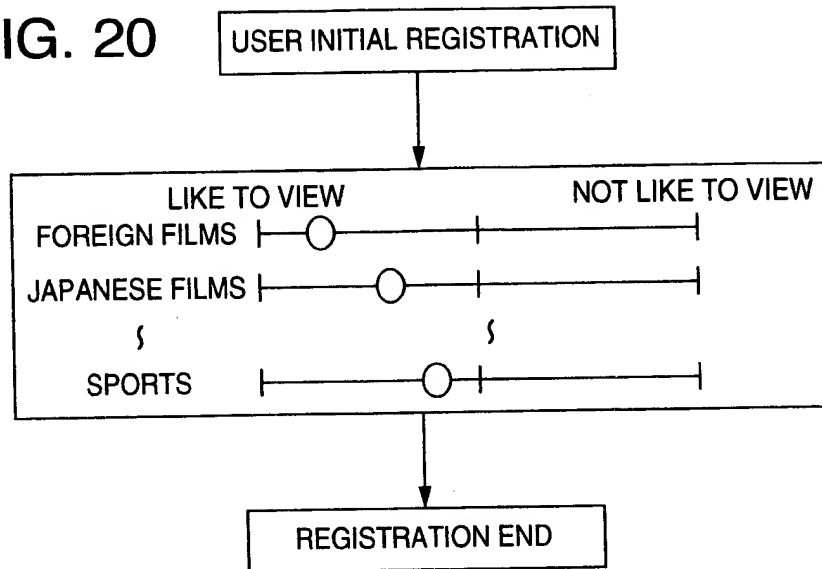 IG. 20
USER INITIAL REGISTRATION
LIKE TO VIEW NOT LIKE TO VIEW
FOREIGN FILMS
JAPANESE FILMS
SPORTS
REGISTRATION END